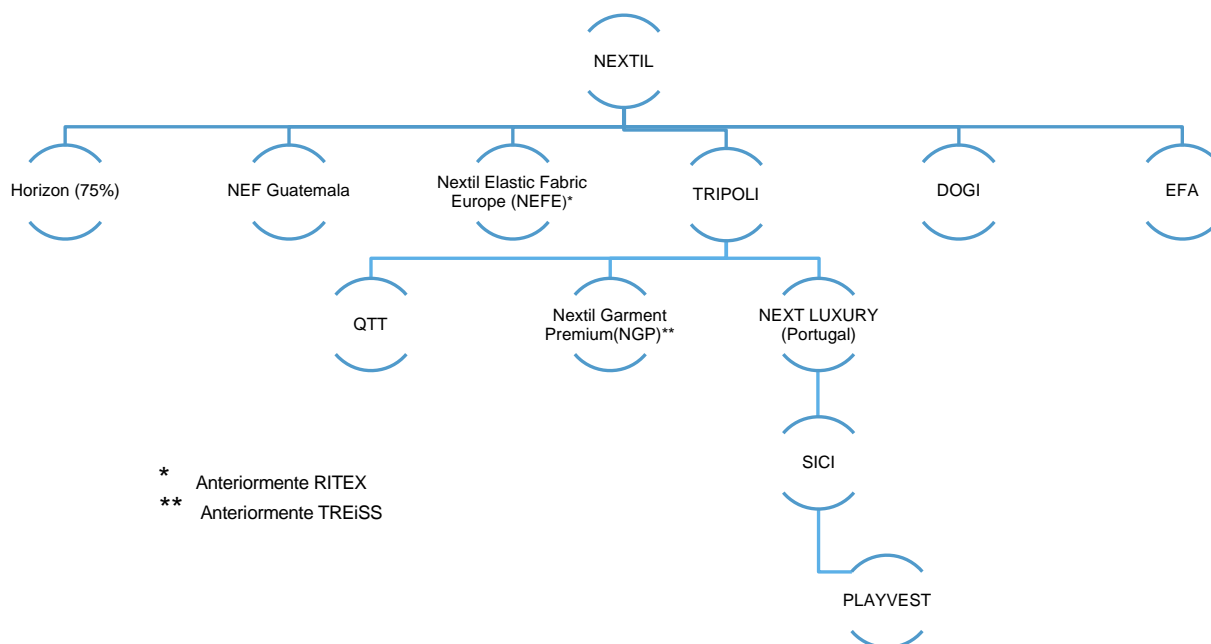 NEXTIL
Horizon (75%)
NEF Guatemala
Nextil Elastic Fabric
Europe (NEFE)*
TRIPOLI
DOGI
EFA
QTT
Nextil Garment
Premium(NGP)**
NEXT LUXURY
(Portugal)
SICI
* Anteriormente RITEX
** Anteriormente TREiSS
PLAYVEST